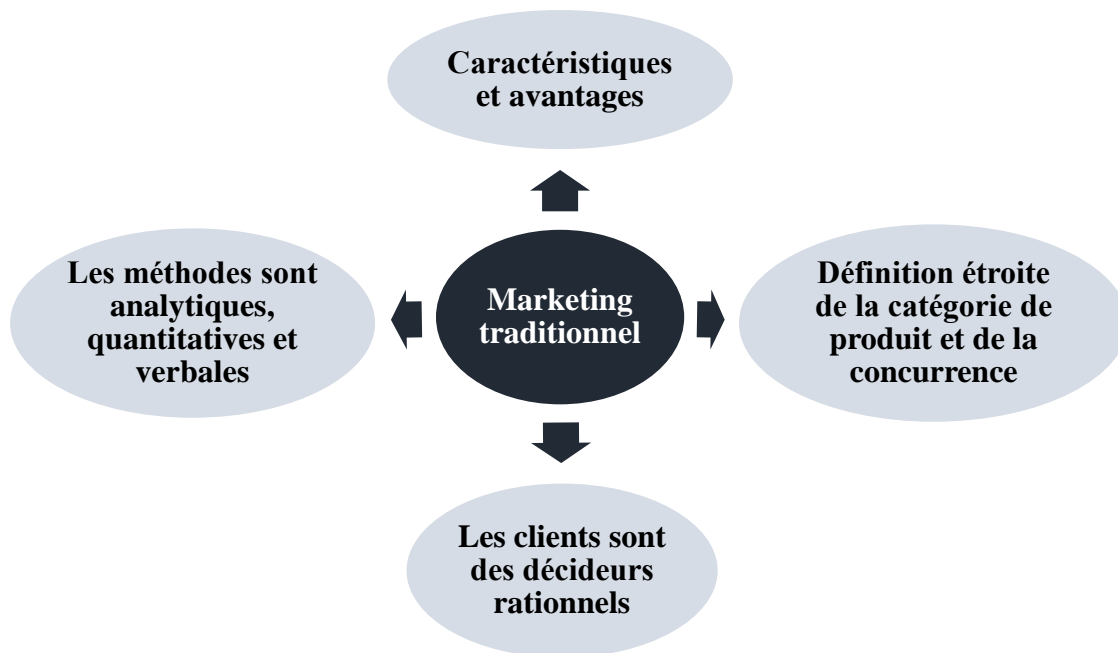 Caractéristiques
et avantages
Les méthodes sont
analytiques,
quantitatives et
verbales
Marketing
traditionnel
Définition étroite
de la catégorie de
produit et de la
concurrence
Les clients sont
des décideurs
rationnels